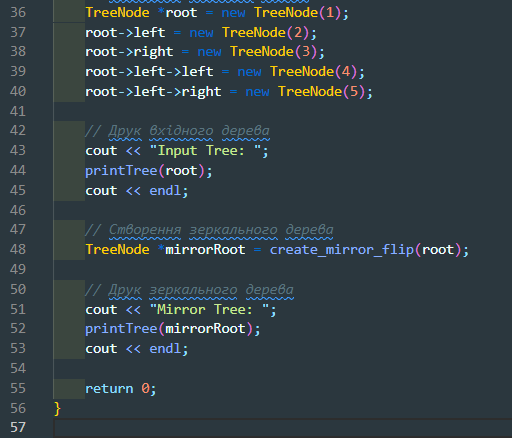 36 TreeNode *root = new TreeNode(1);
37 root->left = new TreeNode(2);
38 root->right = new TreeNode(3);
39 root->left->left = new TreeNode(4);
40 root->left->right = new TreeNode(5);
41
42 // Друк вхідного дерева
43 cout << "Input Tree: ";
44 printTree(root);
45 cout << endl;
46
47 // Створення зеркального дерева
48 TreeNode *mirrorRoot = create_mirror_flip(root);
49
50 // Друк зеркального дерева
51 cout << "Mirror Tree: ";
52 printTree(mirrorRoot);
53 cout << endl;
54
55 return 0;
56 }
57